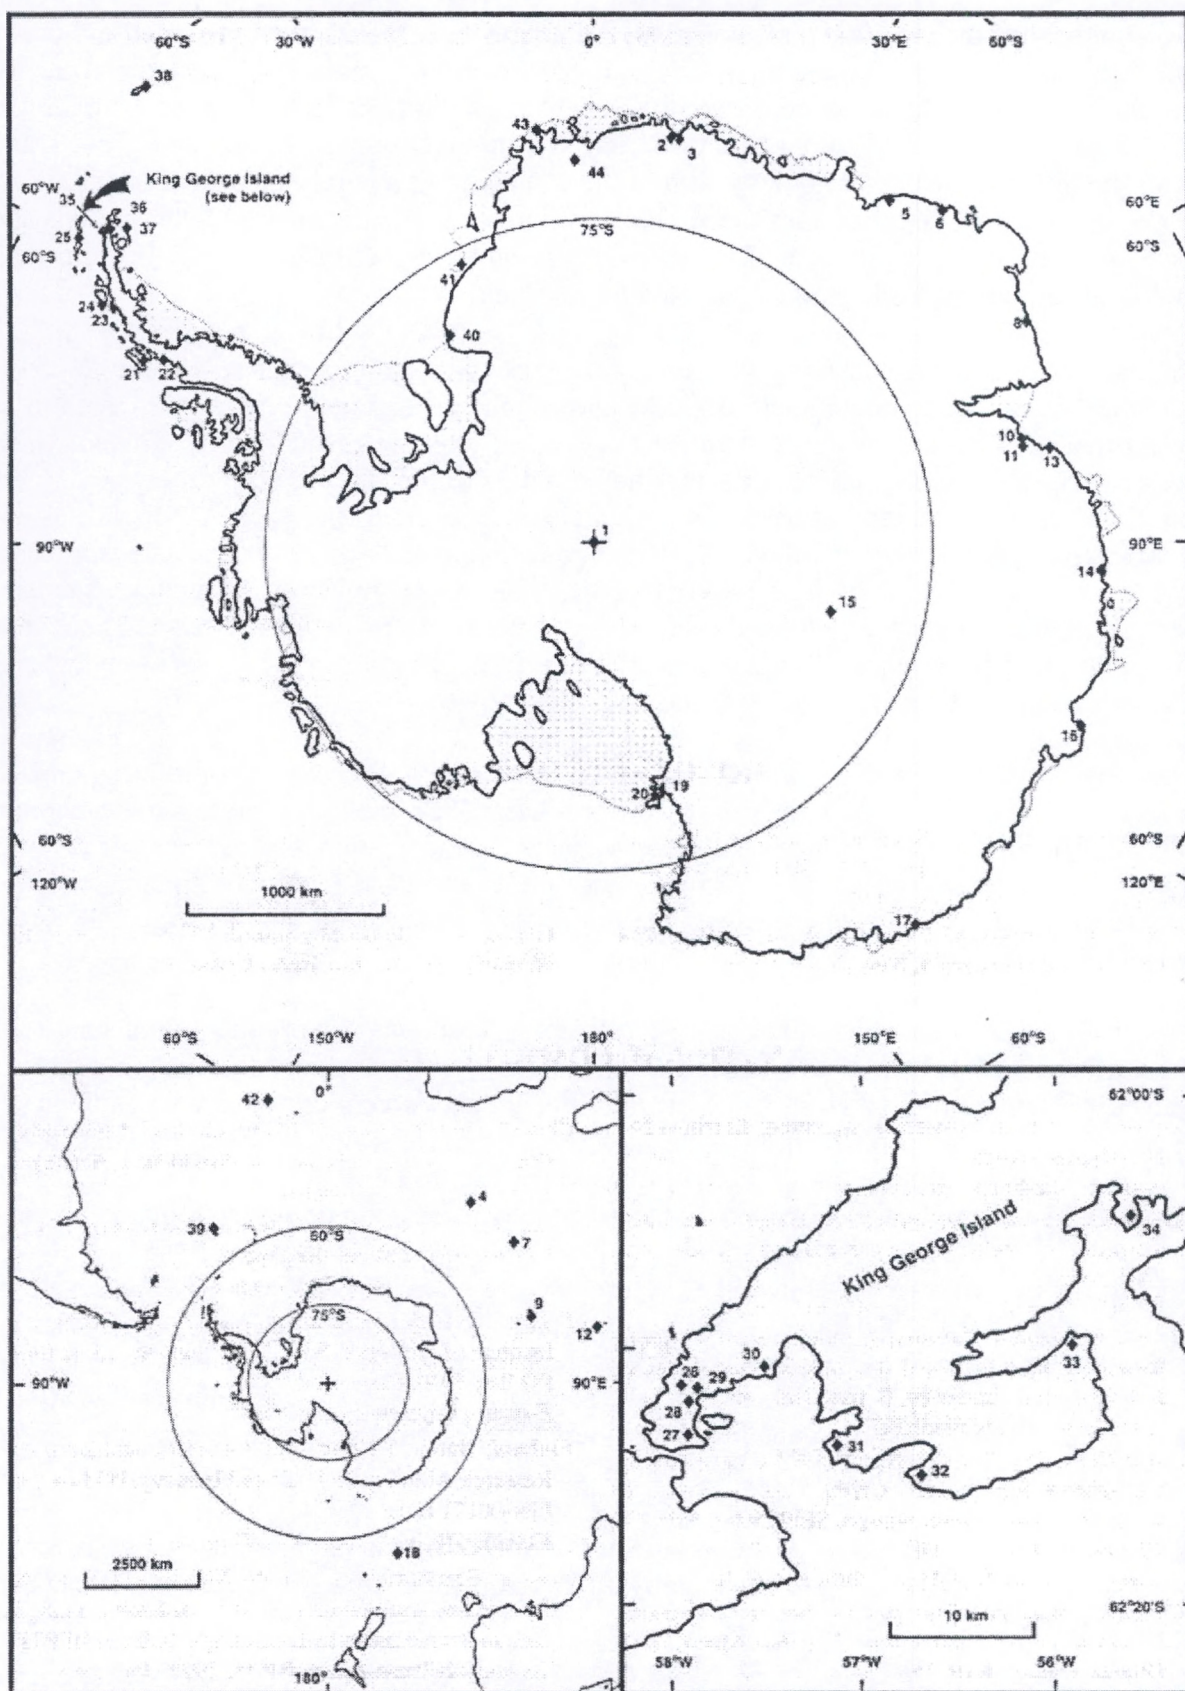 60°S 30°W 0° 30°E 60°S
38
43
2 3
44
King George Island
(see below)
60°W
35 36
37
25
60°S
75°S
60°E
5 6
60°S
41
24
23
40
8
21 22
10
11 13
90°W
1
90°E
14
15
16
20 19
60°S
120°W
1000 km
60°S
120°E
17
60°S 150°W 180° 150°E 60°S
0°
42
4
39
60°S
7
9
75°S
12
90°W
90°E
18
2500 km
180°
62°00'S
King George Island
34
33
30
26 29
28
27
31
32
62°20'S
10 km
58°W 57°W 56°W